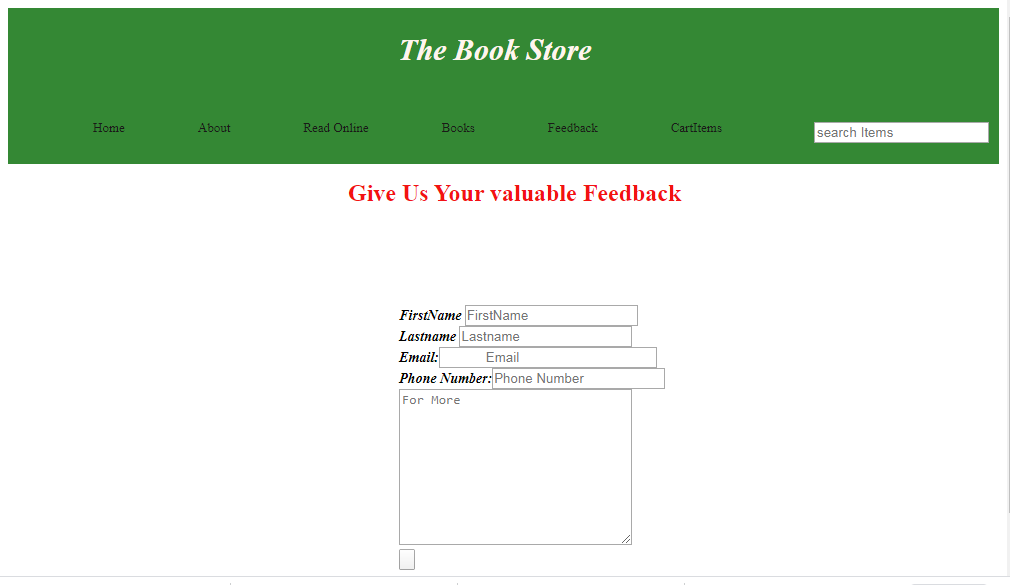 The Book Store
Home About Read Online Books Feedback CartItems search Items
Give Us Your valuable Feedback
FirstName FirstName
Lastname Lastname
Email: Email
Phone Number: Phone Number
For More